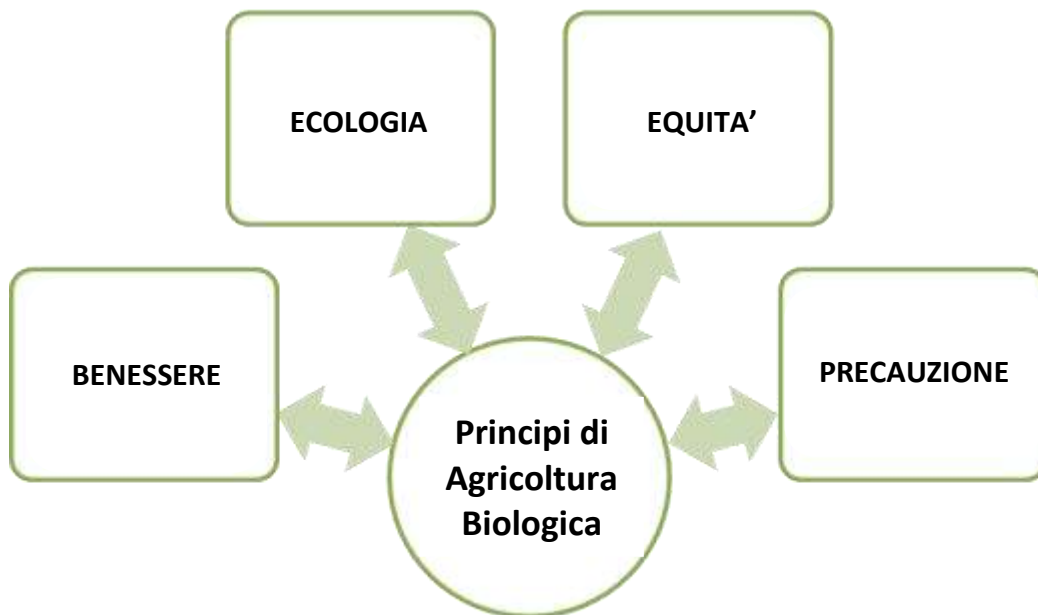 ECOLOGIA
EQUITA’
BENESSERE
PRECAUZIONE
Principi di
Agricoltura
Biologica